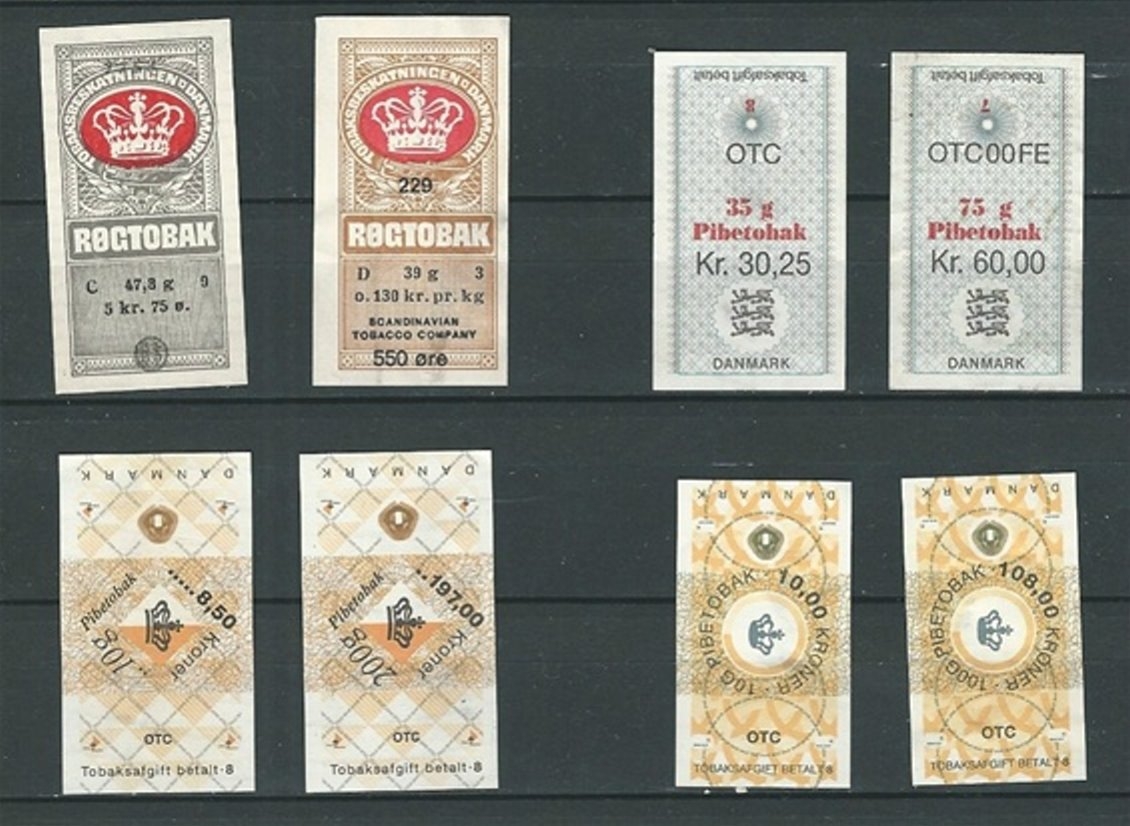 TOBAKSBESKATNINGEN I DANMARK
RØGTOBAK
C 47,3 g 9
5 kr. 75 ø.
TOBAKSBESKATNINGEN I DANMARK
229
RØGTOBAK
D 39 g 3
o. 130 kr. pr. kg
SCANDINAVIAN
TOBACCO COMPANY
550 øre
Tobaksafgift betalt
8
OTC
35 g
Pibetobak
Kr. 30,25
DANMARK
Tobaksafgift betalt
7
OTC00FE
75 g
Pibetobak
Kr. 60,00
DANMARK
DANMARK
Pibetobak
.....8,50
Kroner
..10g
OTC
Tobaksafgift betalt·8
DANMARK
Pibetobak
..197,00
Kroner
200g
OTC
Tobaksafgift betalt·8
DANMARK
10G PIBETOBAK · 10,00 KRONER ·
OTC
TOBAKSAFGIFT BETALT 8
DANMARK
100G PIBETOBAK · 108,00 KRONER ·
OTC
TOBAKSAFGIFT BETALT 8